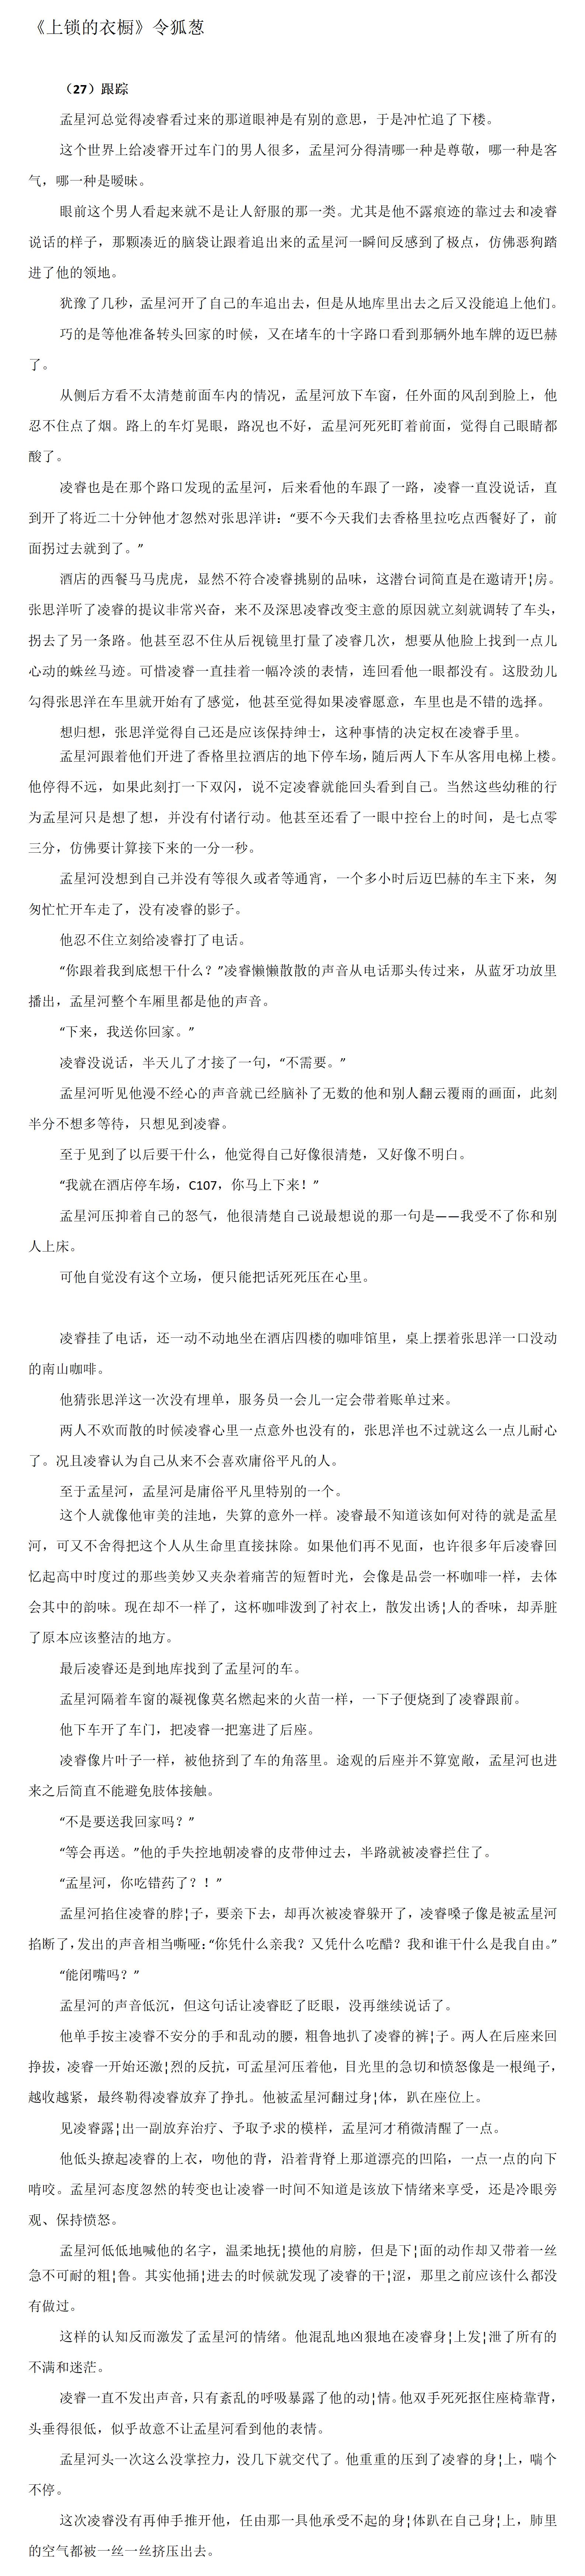 《上锁的衣橱》令狐葱
（27）跟踪
孟星河总觉得凌睿看过来的那道眼神是有别的意思，于是冲忙追了下楼。
这个世界上给凌睿开过车门的男人很多，孟星河分得清哪一种是尊敬，哪一种是客
气，哪一种是暧昧。
眼前这个男人看起来就不是让人舒服的那一类。尤其是他不露痕迹的靠过去和凌睿
说话的样子，那颗凑近的脑袋让跟着追出来的孟星河一瞬间反感到了极点，仿佛恶狗踏
进了他的领地。
犹豫了几秒，孟星河开了自己的车追出去，但是从地库里出去之后又没能追上他们。
巧的是等他准备转头回家的时候，又在堵车的十字路口看到那辆外地车牌的迈巴赫
了。
从侧后方看不太清楚前面车内的情况，孟星河放下车窗，任外面的风刮到脸上，他
忍不住点了烟。路上的车灯晃眼，路况也不好，孟星河死死盯着前面，觉得自己眼睛都
酸了。
凌睿也是在那个路口发现的孟星河，后来看他的车跟了一路，凌睿一直没说话，直
到开了将近二十分钟他才忽然对张思洋讲：“要不今天我们去香格里拉吃点西餐好了，前
面拐过去就到了。”
酒店的西餐马马虎虎，显然不符合凌睿挑剔的品味，这潜台词简直是在邀请开¦房。
张思洋听了凌睿的提议非常兴奋，来不及深思凌睿改变主意的原因就立刻就调转了车头，
拐去了另一条路。他甚至忍不住从后视镜里打量了凌睿几次，想要从他脸上找到一点儿
心动的蛛丝马迹。可惜凌睿一直挂着一幅冷淡的表情，连回看他一眼都没有。这股劲儿
勾得张思洋在车里就开始有了感觉，他甚至觉得如果凌睿愿意，车里也是不错的选择。
想归想，张思洋觉得自己还是应该保持绅士，这种事情的决定权在凌睿手里。
孟星河跟着他们开进了香格里拉酒店的地下停车场，随后两人下车从客用电梯上楼。
他停得不远，如果此刻打一下双闪，说不定凌睿就能回头看到自己。当然这些幼稚的行
为孟星河只是想了想，并没有付诸行动。他甚至还看了一眼中控台上的时间，是七点零
三分，仿佛要计算接下来的一分一秒。
孟星河没想到自己并没有等很久或者等通宵，一个多小时后迈巴赫的车主下来，匆
匆忙忙开车走了，没有凌睿的影子。
他忍不住立刻给凌睿打了电话。
“你跟着我到底想干什么？”凌睿懒懒散散的声音从电话那头传过来，从蓝牙功放里
播出，孟星河整个车厢里都是他的声音。
“下来，我送你回家。”
凌睿没说话，半天儿了才接了一句，“不需要。”
孟星河听见他漫不经心的声音就已经脑补了无数的他和别人翻云覆雨的画面，此刻
半分不想多等待，只想见到凌睿。
至于见到了以后要干什么，他觉得自己好像很清楚，又好像不明白。
“我就在酒店停车场，C107，你马上下来！”
孟星河压抑着自己的怒气，他很清楚自己说最想说的那一句是——我受不了你和别
人上床。
可他自觉没有这个立场，便只能把话死死压在心里。
凌睿挂了电话，还一动不动地坐在酒店四楼的咖啡馆里，桌上摆着张思洋一口没动
的南山咖啡。
他猜张思洋这一次没有埋单，服务员一会儿一定会带着账单过来。
两人不欢而散的时候凌睿心里一点意外也没有的，张思洋也不过就这么一点儿耐心
了。况且凌睿认为自己从来不会喜欢庸俗平凡的人。
至于孟星河，孟星河是庸俗平凡里特别的一个。
这个人就像他审美的洼地，失算的意外一样。凌睿最不知道该如何对待的就是孟星
河，可又不舍得把这个人从生命里直接抹除。如果他们再不见面，也许很多年后凌睿回
忆起高中时度过的那些美妙又夹杂着痛苦的短暂时光，会像是品尝一杯咖啡一样，去体
会其中的韵味。现在却不一样了，这杯咖啡泼到了衬衣上，散发出诱¦人的香味，却弄脏
了原本应该整洁的地方。
最后凌睿还是到地库找到了孟星河的车。
孟星河隔着车窗的凝视像莫名燃起来的火苗一样，一下子便烧到了凌睿跟前。
他下车开了车门，把凌睿一把塞进了后座。
凌睿像片叶子一样，被他挤到了车的角落里。途观的后座并不算宽敞，孟星河也进
来之后简直不能避免肢体接触。
“不是要送我回家吗？”
“等会再送。”他的手失控地朝凌睿的皮带伸过去，半路就被凌睿拦住了。
“孟星河，你吃错药了？！”
孟星河掐住凌睿的脖¦子，要亲下去，却再次被凌睿躲开了，凌睿嗓子像是被孟星河
掐断了，发出的声音相当嘶哑：“你凭什么亲我？又凭什么吃醋？我和谁干什么是我自由。”
“能闭嘴吗？”
孟星河的声音低沉，但这句话让凌睿眨了眨眼，没再继续说话了。
他单手按主凌睿不安分的手和乱动的腰，粗鲁地扒了凌睿的裤¦子。两人在后座来回
挣拔，凌睿一开始还激¦烈的反抗，可孟星河压着他，目光里的急切和愤怒像是一根绳子，
越收越紧，最终勒得凌睿放弃了挣扎。他被孟星河翻过身¦体，趴在座位上。
见凌睿露¦出一副放弃治疗、予取予求的模样，孟星河才稍微清醒了一点。
他低头撩起凌睿的上衣，吻他的背，沿着背脊上那道漂亮的凹陷，一点一点的向下
啃咬。孟星河态度忽然的转变也让凌睿一时间不知道是该放下情绪来享受，还是冷眼旁
观、保持愤怒。
孟星河低低地喊他的名字，温柔地抚¦摸他的肩膀，但是下¦面的动作却又带着一丝
急不可耐的粗¦鲁。其实他捅¦进去的时候就发现了凌睿的干¦涩，那里之前应该什么都没
有做过。
这样的认知反而激发了孟星河的情绪。他混乱地凶狠地在凌睿身¦上发¦泄了所有的
不满和迷茫。
凌睿一直不发出声音，只有紊乱的呼吸暴露了他的动¦情。他双手死死抠住座椅靠背，
头垂得很低，似乎故意不让孟星河看到他的表情。
孟星河头一次这么没掌控力，没几下就交代了。他重重的压到了凌睿的身¦上，喘个
不停。
这次凌睿没有再伸手推开他，任由那一具他承受不起的身¦体趴在自己身¦上，肺里
的空气都被一丝一丝挤压出去。